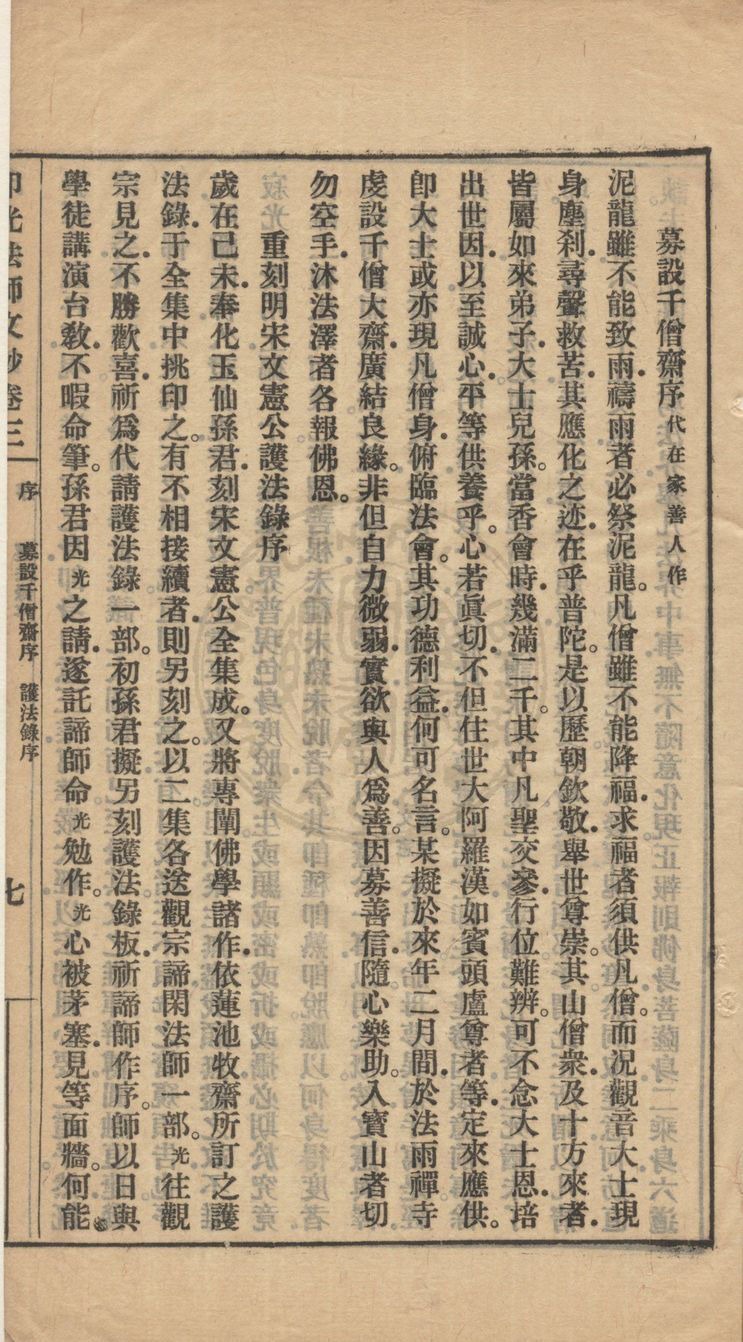 募設千僧齋序 代在家善人作
泥龍雖不能致雨。禱雨者必祭泥龍。凡僧雖不能降福。求福者須供凡僧。而況觀音大士。現
身塵剎。尋聲救苦。其應化之迹。在乎普陀。是以歷朝欽敬。舉世尊崇。其山僧衆。及十方來者。
皆屬如來弟子。大士兒孫。當香會時。幾滿二千。其中凡聖交參。行位難辨。可不念大士恩。培
出世因。以至誠心。平等供養乎。心若眞切。不但住世大阿羅漢如賓頭盧尊者等。定來應供。
卽大士或亦現凡僧身。俯臨法會。其功德利益。何可名言。某擬於來年二月間。於法雨禪寺
虔設千僧大齋。廣結良緣。非但自力微弱。實欲與人爲善。因募善信。隨心樂助。入寶山者切
勿空手。沐法澤者各報佛恩。
重刻明宋文憲公護法錄序
歲在己未。奉化玉仙孫君。刻宋文憲公全集成。又將專闡佛學諸作。依蓮池牧齋所訂之護
法錄。于全集中挑印之。有不相接續者。則另刻之。以二集各送觀宗諦閑法師一部。光往觀
宗見之。不勝歡喜。祈爲代請護法錄一部。初孫君擬另刻護法錄板。祈諦師作序。師以日與
學徒講演台教。不暇命筆。孫君因光之請。遂託諦師命光勉作。光心被茅塞。見等面牆。何能
印光法師文鈔卷三 序 募設千僧齋序 護法錄序 七